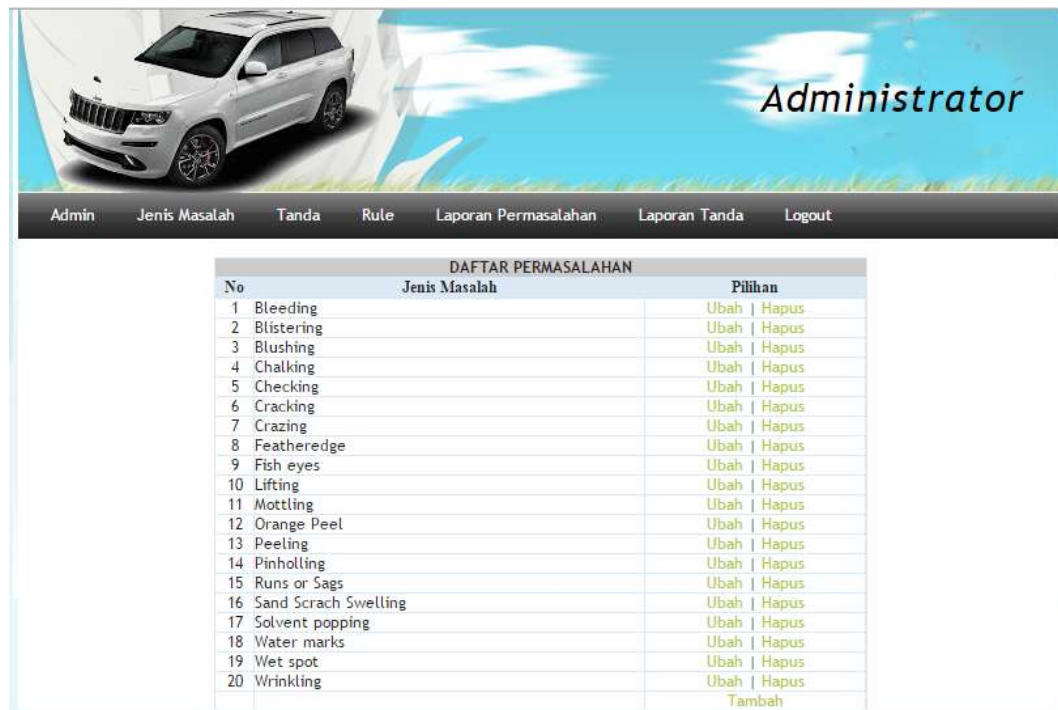 Administrator
Admin Jenis Masalah Tanda Rule Laporan Permasalahan Laporan Tanda Logout
DAFTAR PERMASALAHAN
No Jenis Masalah Pilihan
1 Bleeding Ubah | Hapus
2 Blistering Ubah | Hapus
3 Blushing Ubah | Hapus
4 Chalking Ubah | Hapus
5 Checking Ubah | Hapus
6 Cracking Ubah | Hapus
7 Crazing Ubah | Hapus
8 Featheredge Ubah | Hapus
9 Fish eyes Ubah | Hapus
10 Lifting Ubah | Hapus
11 Mottling Ubah | Hapus
12 Orange Peel Ubah | Hapus
13 Peeling Ubah | Hapus
14 Pinholling Ubah | Hapus
15 Runs or Sags Ubah | Hapus
16 Sand Scrach Swelling Ubah | Hapus
17 Solvent popping Ubah | Hapus
18 Water marks Ubah | Hapus
19 Wet spot Ubah | Hapus
20 Wrinkling Ubah | Hapus
Tambah